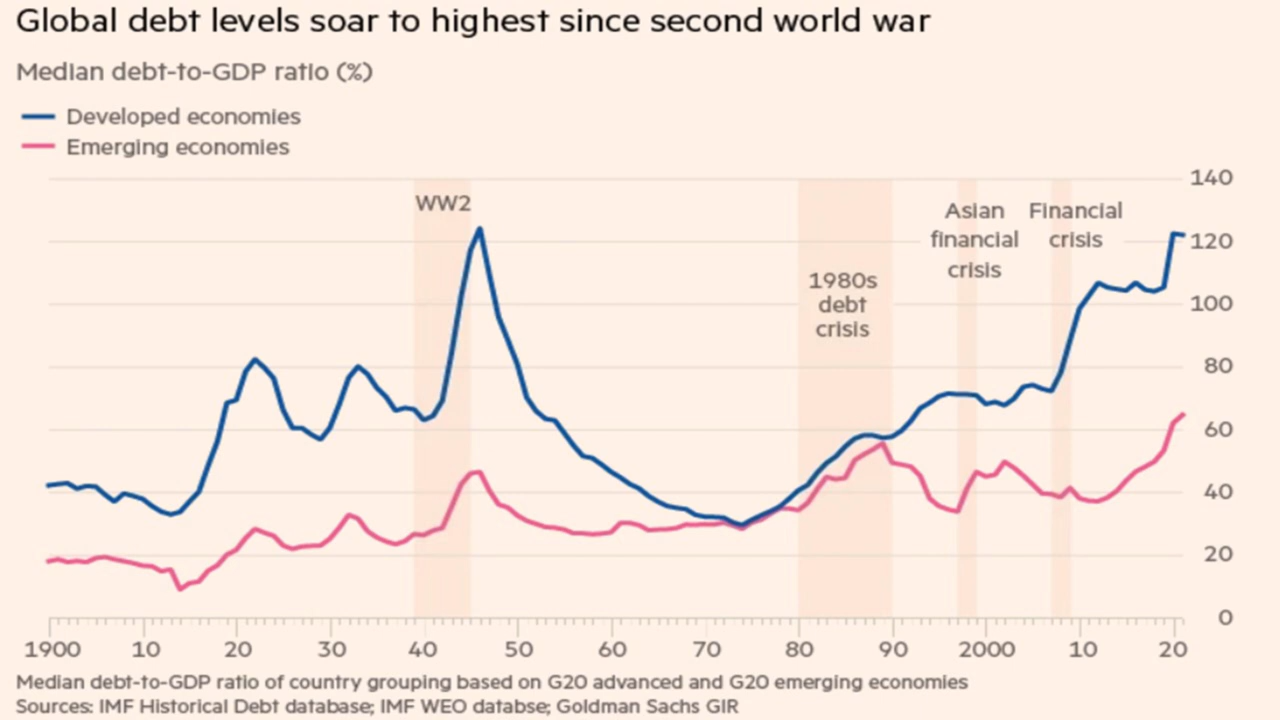 Global debt levels soar to highest since second world war
Median debt-to-GDP ratio (%)
Developed economies
Emerging economies
140
WW2
Asian
financial
crisis
Financial
crisis
120
1980s
debt
crisis
100
80
60
40
20
0
1900 10 20 30 40 50 60 70 80 90 2000 10 20
Median debt-to-GDP ratio of country grouping based on G20 advanced and G20 emerging economies
Sources: IMF Historical Debt database; IMF WEO databse; Goldman Sachs GIR